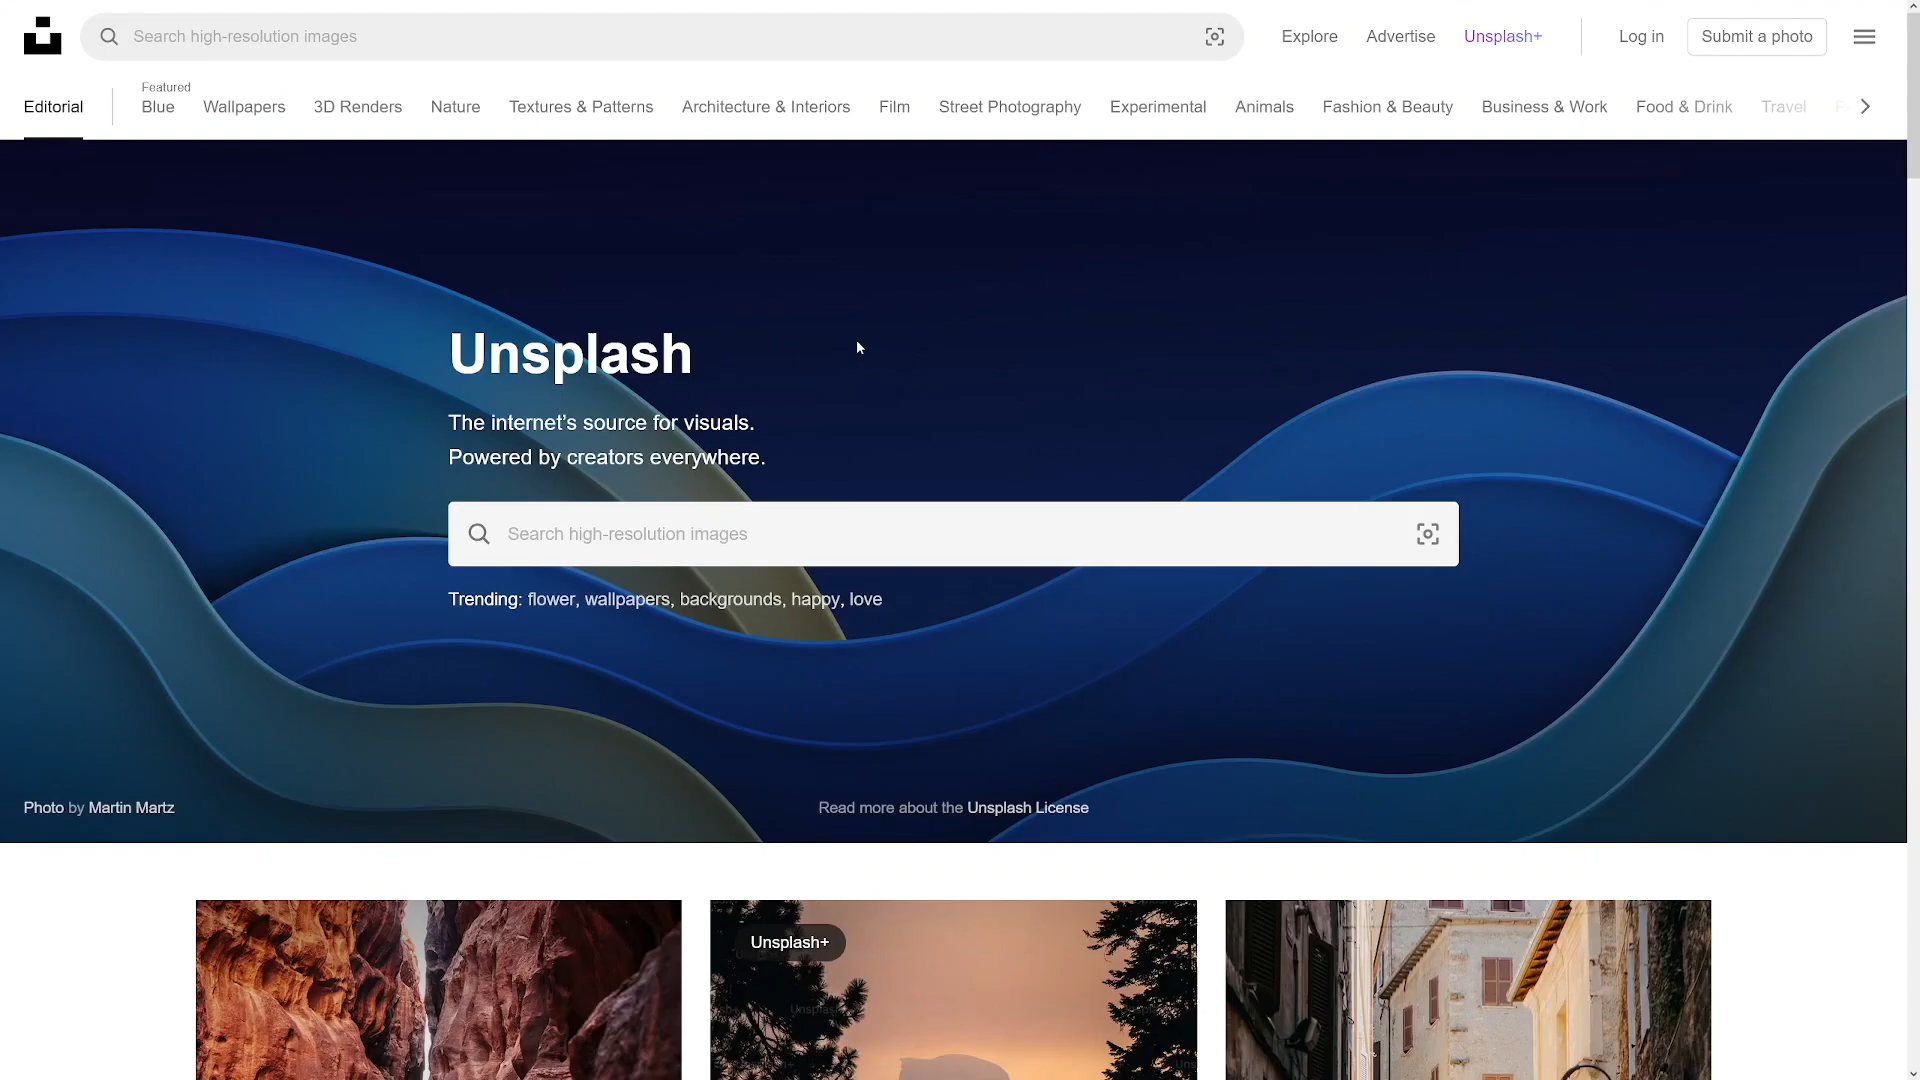 Search high-resolution images
Explore
Advertise
Unsplash+
Log in
Submit a photo
Editorial
Featured
Blue
Wallpapers
3D Renders
Nature
Textures & Patterns
Architecture & Interiors
Film
Street Photography
Experimental
Animals
Fashion & Beauty
Business & Work
Food & Drink
Travel
Unsplash
The internet’s source for visuals.
Powered by creators everywhere.
Search high-resolution images
Trending: flower, wallpapers, backgrounds, happy, love
Photo by Martin Martz
Read more about the Unsplash License
Unsplash+